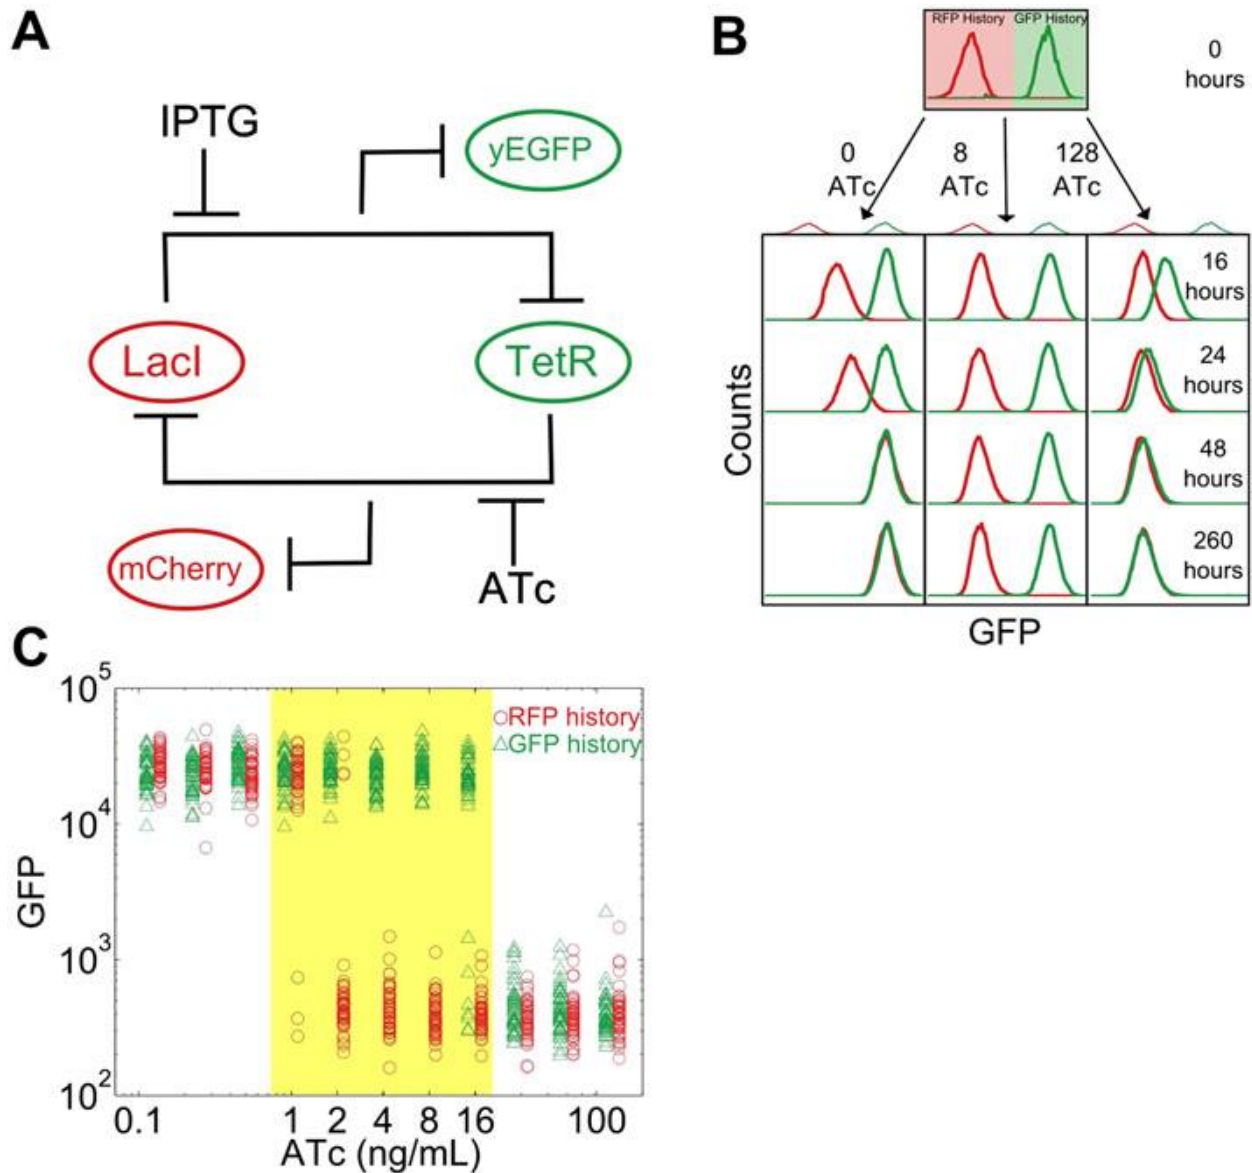 A
IPTG
yEGFP
LacI
TetR
mCherry
ATc
B
RFP History
GFP History
0
hours
0
ATc
8
ATc
128
ATc
16
hours
24
hours
48
hours
260
hours
Counts
GFP
C
10^5
10^4
10^3
10^2
GFP
RFP history
GFP history
0.1
1
2
4
8
16
100
ATc (ng/mL)